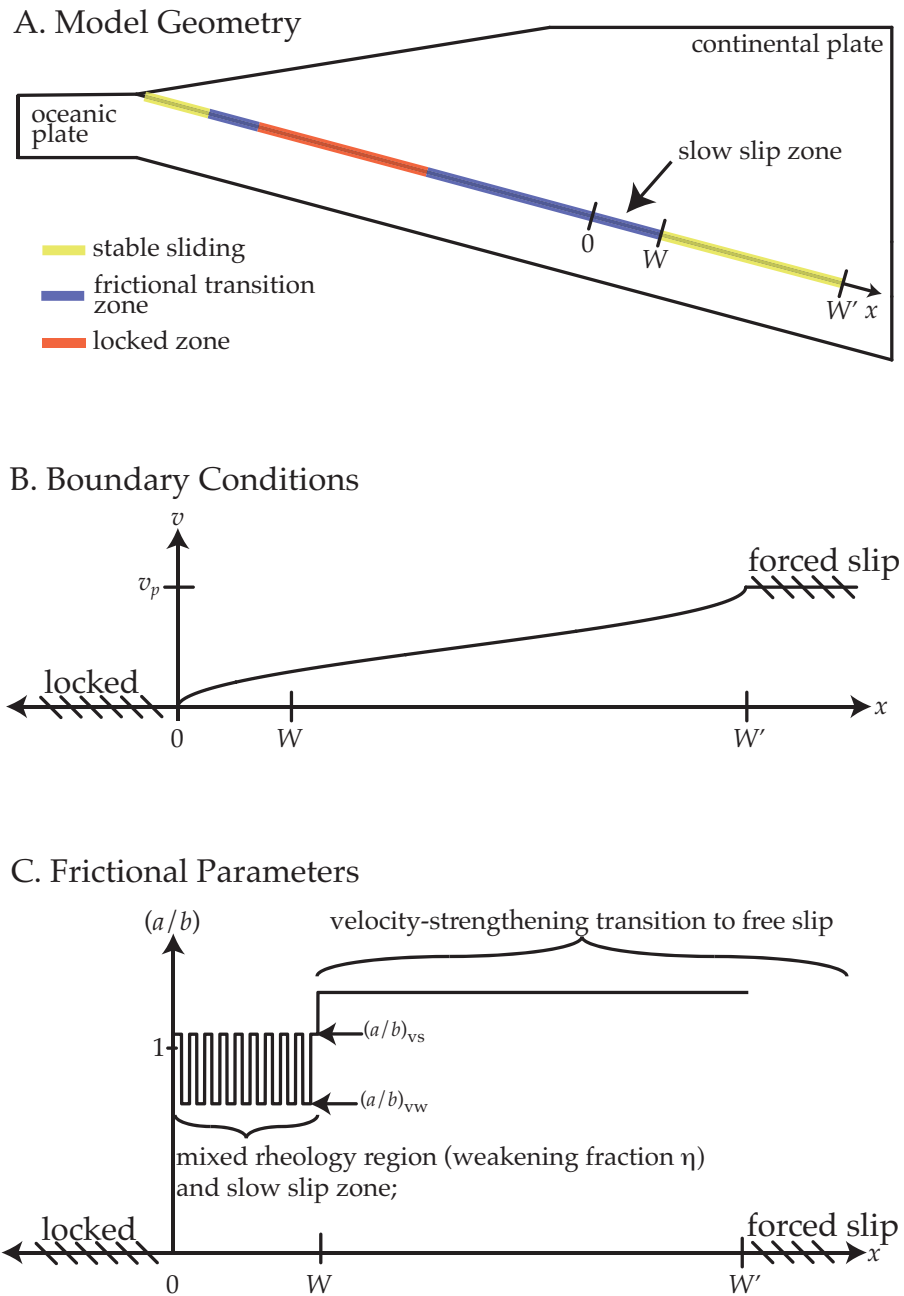 A. Model Geometry
continental plate
oceanic
plate
slow slip zone
0
W
W' x
stable sliding
frictional transition
zone
locked zone
B. Boundary Conditions
v
forced slip
v_p
locked
x
0
W
W'
C. Frictional Parameters
(a/b)
velocity-strengthening transition to free slip
(a/b)vs
1
(a/b)vw
mixed rheology region (weakening fraction η)
and slow slip zone;
locked
forced slip
x
0
W
W'